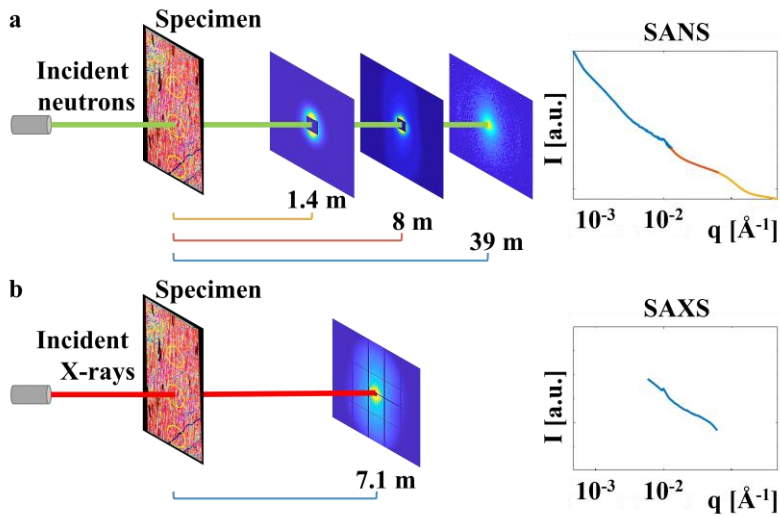 a
Specimen
Incident
neutrons
1.4 m
8 m
39 m
SANS
I [a.u.]
10⁻³
10⁻²
q [Å⁻¹]
b
Specimen
Incident
X-rays
7.1 m
SAXS
I [a.u.]
10⁻³
10⁻²
q [Å⁻¹]